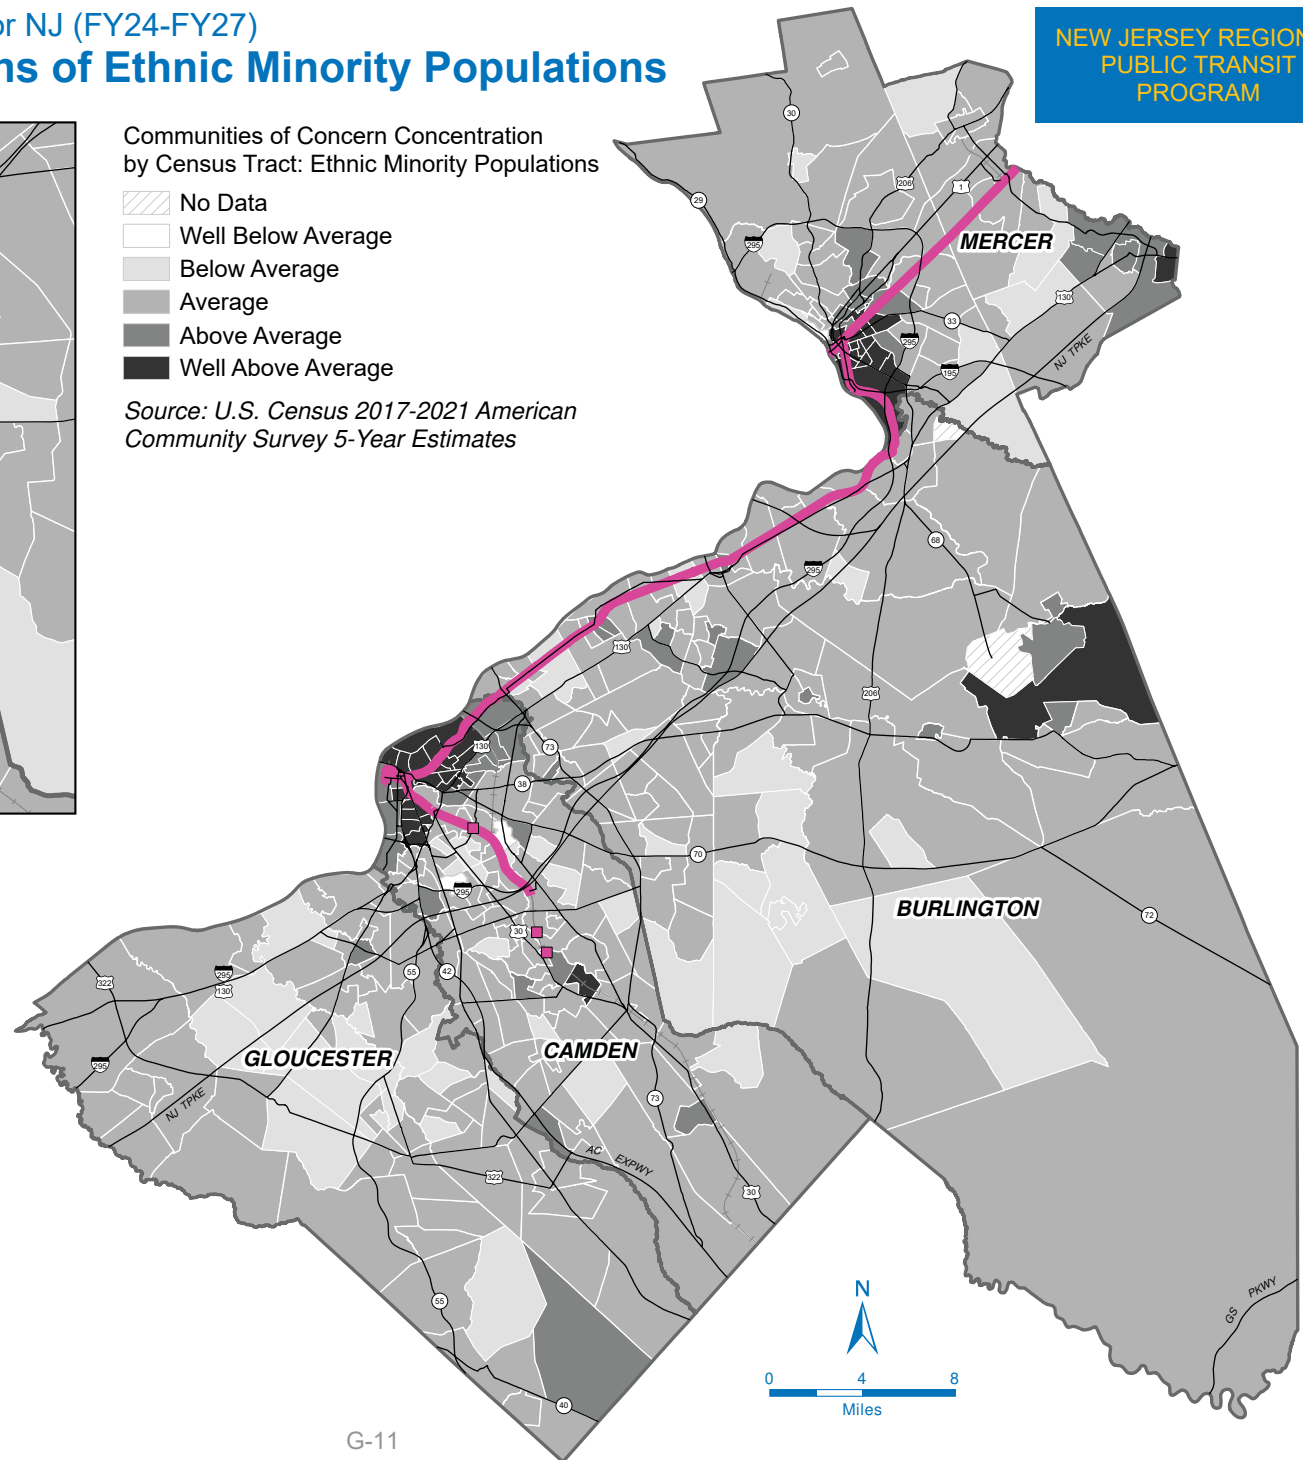 or NJ (FY24-FY27)
ns of Ethnic Minority Populations
NEW JERSEY REGION
PUBLIC TRANSIT
PROGRAM
Communities of Concern Concentration
by Census Tract: Ethnic Minority Populations
No Data
Well Below Average
Below Average
Average
Above Average
Well Above Average
Source: U.S. Census 2017-2021 American
Community Survey 5-Year Estimates
30
29
206
1
295
MERCER
130
33
295
195
NJ TPKE
68
295
130
206
130
73
38
70
295
BURLINGTON
72
30
322
295
130
55
42
GLOUCESTER
CAMDEN
295
NJ TPKE
73
AC EXPWY
322
30
55
40
GS PKWY
N
0 4 8
Miles
G-11